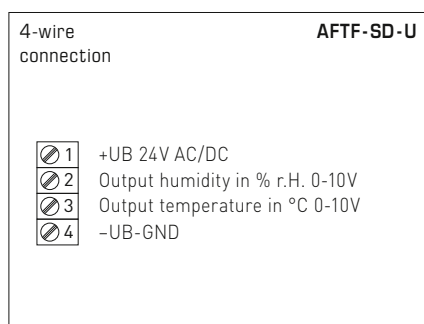 4-wire AFTF-SD-U
connection
1 +UB 24V AC/DC
2 Output humidity in % r.H. 0-10V
3 Output temperature in °C 0-10V
4 –UB-GND